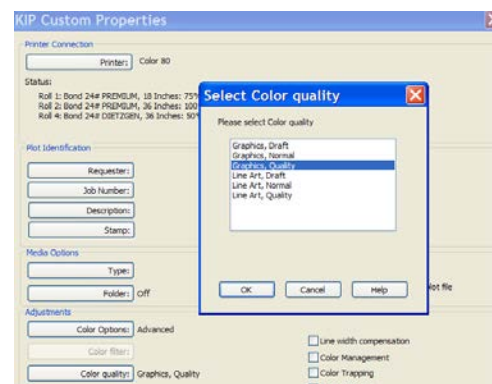 KIP Custom Properties
Printer Connection
Printer: Color 80
Status:
Roll 1: Bond 24# PREMIUM, 18 Inches: 75%
Roll 2: Bond 24# PREMIUM, 36 Inches: 100
Roll 4: Bond 24# DIETZGEN, 36 Inches: 50%
Select Color quality
Please select Color quality
Graphics, Draft
Graphics, Normal
Graphics, Quality
Line Art, Draft
Line Art, Normal
Line Art, Quality
OK Cancel Help
Plot Identification
Requester:
Job Number:
Description:
Stamp:
Media Options
Type:
Folder: Off
plot file
Adjustments
Color Options: Advanced
Line width compensation
Color filter:
Color Management
Color quality: Graphics, Quality
Color Trapping